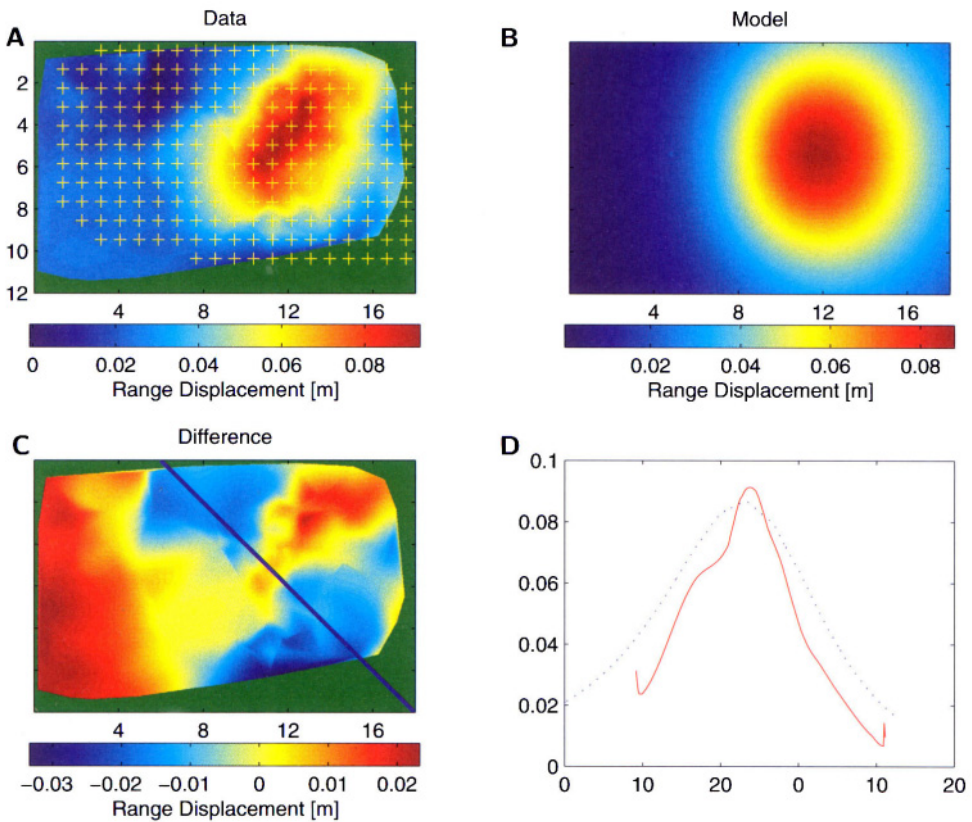 Data
A
2
4
6
8
10
12
4 8 12 16
0 0.02 0.04 0.06 0.08
Range Displacement [m]
Model
B
4 8 12 16
0.02 0.04 0.06 0.08
Range Displacement [m]
Difference
C
4 8 12 16
−0.03 −0.02 −0.01 0 0.01 0.02
Range Displacement [m]
D
0.1
0.08
0.06
0.04
0.02
0
0 10 20 0 10 20